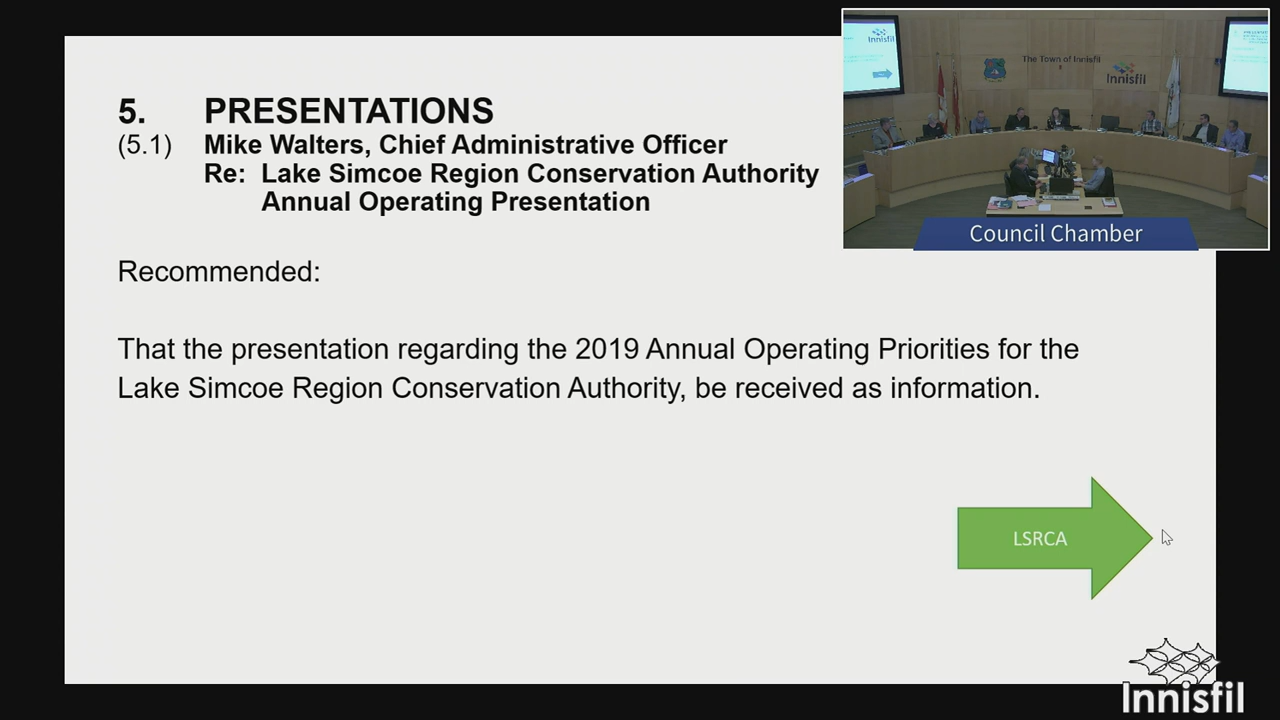 5. PRESENTATIONS
(5.1) Mike Walters, Chief Administrative Officer
Re: Lake Simcoe Region Conservation Authority
Annual Operating Presentation
Recommended:
That the presentation regarding the 2019 Annual Operating Priorities for the
Lake Simcoe Region Conservation Authority, be received as information.
LSRCA
Innisfil
The Town of Innisfil
Innisfil
Council Chamber
Innisfil